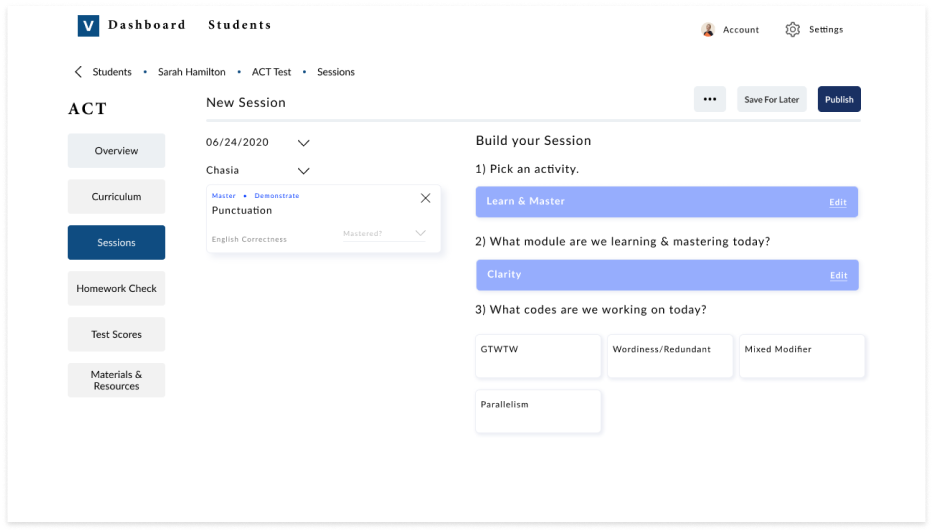 V Dashboard Students
Account Settings
Students • Sarah Hamilton • ACT Test • Sessions
ACT
New Session
••• Save For Later Publish
Overview
Curriculum
Sessions
Homework Check
Test Scores
Materials &
Resources
06/24/2020
Chasia
Master • Demonstrate
Punctuation
English Correctness
Mastered?
Build your Session
1) Pick an activity.
Learn & Master Edit
2) What module are we learning & mastering today?
Clarity Edit
3) What codes are we working on today?
GTWTW Wordiness/Redundant Mixed Modifier
Parallelism